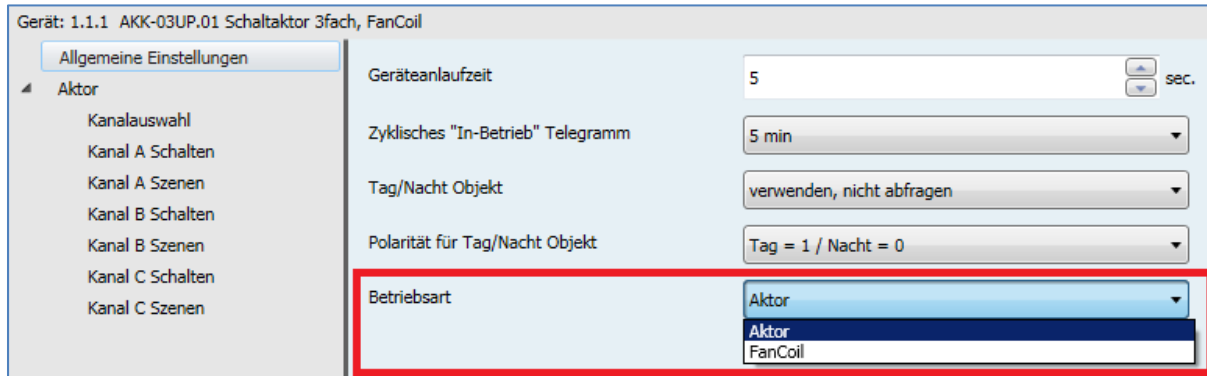 Gerät: 1.1.1 AKK-03UP.01 Schaltaktor 3fach, FanCoil
Allgemeine Einstellungen
Aktor
Kanalauswahl
Kanal A Schalten
Kanal A Szenen
Kanal B Schalten
Kanal B Szenen
Kanal C Schalten
Kanal C Szenen
Geräteanlaufzeit 5 sec.
Zyklisches "In-Betrieb" Telegramm 5 min
Tag/Nacht Objekt verwenden, nicht abfragen
Polarität für Tag/Nacht Objekt Tag = 1 / Nacht = 0
Betriebsart Aktor
Aktor
FanCoil